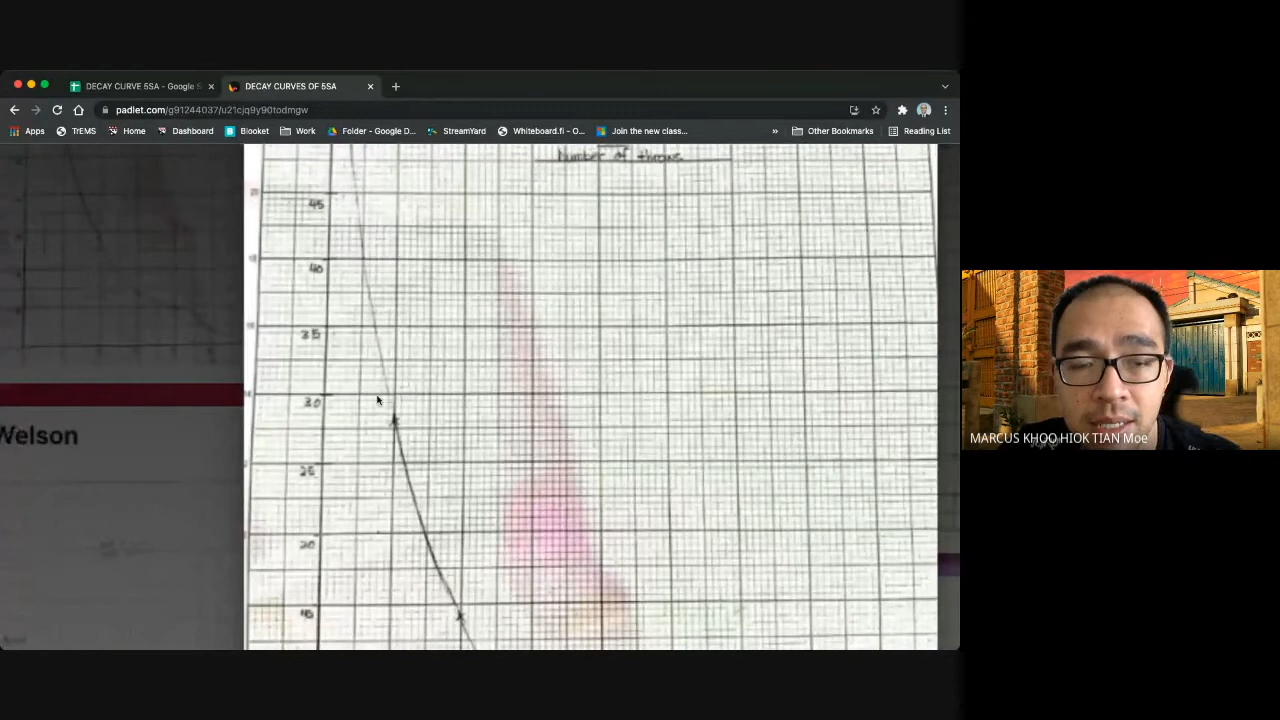 DECAY CURVE 5SA - Google S
DECAY CURVES OF 5SA
padlet.com/g91244037/u21cjq9y90todmgw
Apps TrEMS Home Dashboard Blooket Work Folder - Google D... StreamYard Whiteboard.fi - O... Join the new class... » Other Bookmarks Reading List
Number of throws
45
40
35
30
25
20
15
Welson
MARCUS KHOO HIOK TIAN Moe